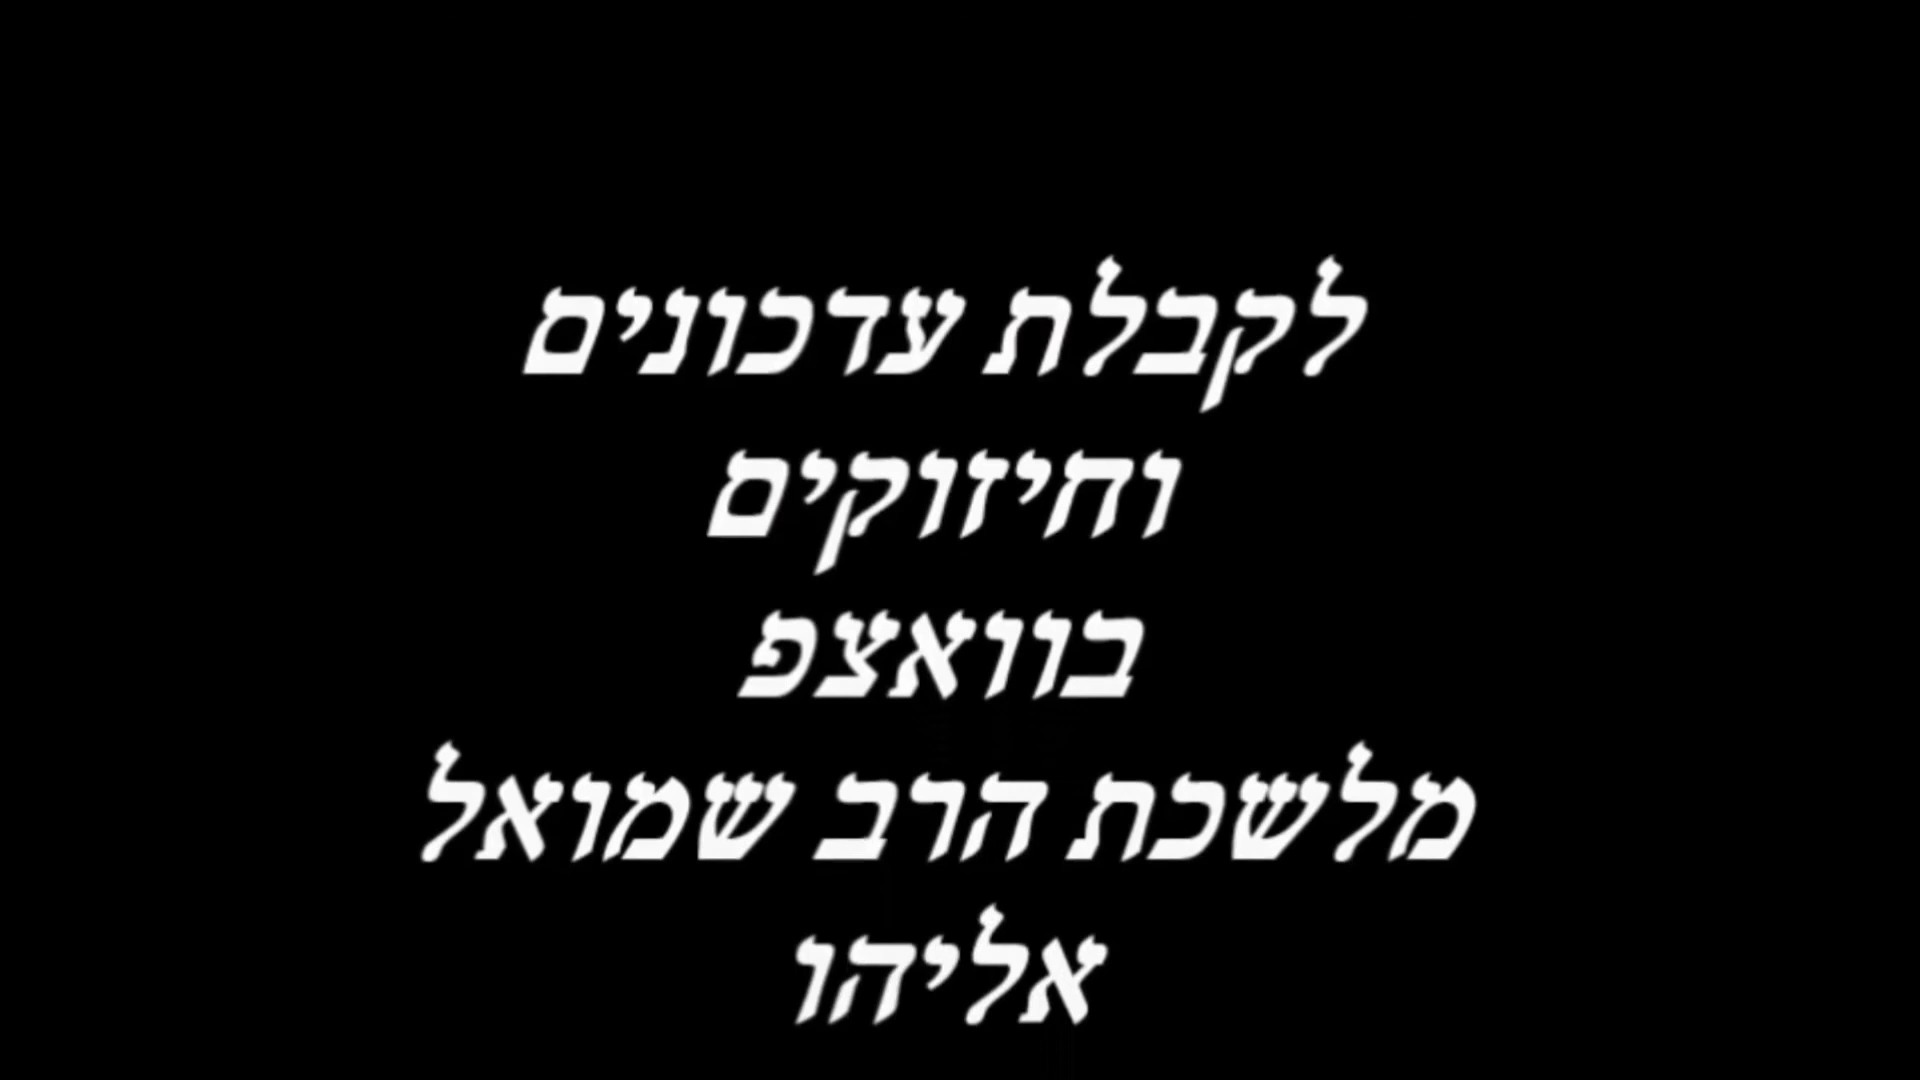 לקבלת עדכונים
וחיזוקים
בוואצפ
מלשכת הרב שמואל
אליהו